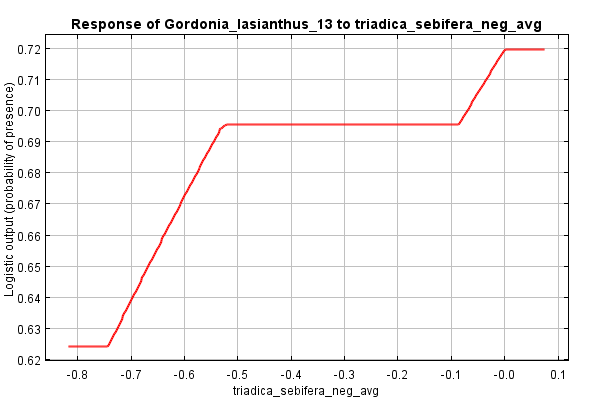 Response of Gordonia_lasianthus_13 to triadica_sebifera_neg_avg
Logistic output (probability of presence)
0.72
0.71
0.70
0.69
0.68
0.67
0.66
0.65
0.64
0.63
0.62
-0.8 -0.7 -0.6 -0.5 -0.4 -0.3 -0.2 -0.1 -0.0 0.1
triadica_sebifera_neg_avg